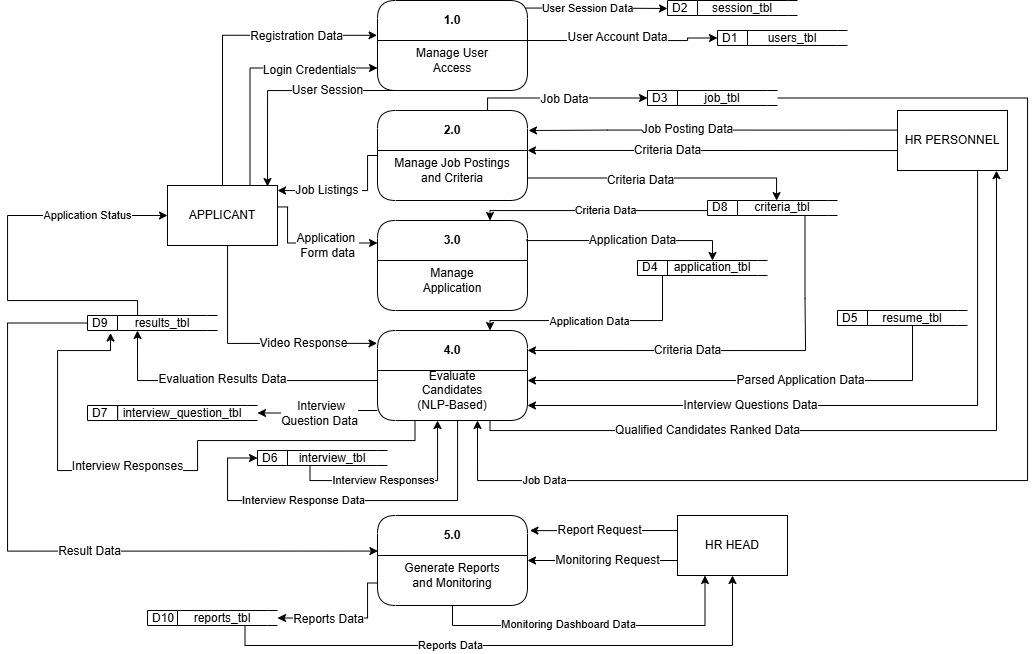 User Session Data
D2 session_tbl
1.0
Registration Data
User Account Data
D1 users_tbl
Manage User
Access
Login Credentials
User Session
Job Data
D3 job_tbl
2.0
Job Posting Data
HR PERSONNEL
Criteria Data
Manage Job Postings
and Criteria
Criteria Data
Job Listings
Application Status
APPLICANT
Criteria Data
D8 criteria_tbl
3.0
Application
Form data
Application Data
Manage
Application
D4 application_tbl
D9 results_tbl
Application Data
D5 resume_tbl
Video Response
4.0
Criteria Data
Evaluation Results Data
Evaluate
Candidates
(NLP-Based)
Parsed Application Data
D7 interview_question_tbl
Interview
Question Data
Interview Questions Data
Qualified Candidates Ranked Data
Interview Responses
D6 interview_tbl
Interview Responses
Job Data
Interview Response Data
5.0
Report Request
HR HEAD
Result Data
Generate Reports
and Monitoring
Monitoring Request
D10 reports_tbl
Reports Data
Monitoring Dashboard Data
Reports Data